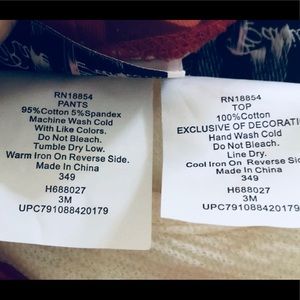 RN18854
PANTS
95%Cotton 5%Spandex
Machine Wash Cold
With Like Colors.
Do Not Bleach.
Tumble Dry Low.
Warm Iron On Reverse Side.
Made In China
349
H688027
3M
UPC791088420179
RN18854
TOP
100%Cotton
EXCLUSIVE OF DECORATI
Hand Wash Cold
Do Not Bleach.
Line Dry.
Cool Iron On Reverse Side.
Made In China
349
H688027
3M
UPC791088420179